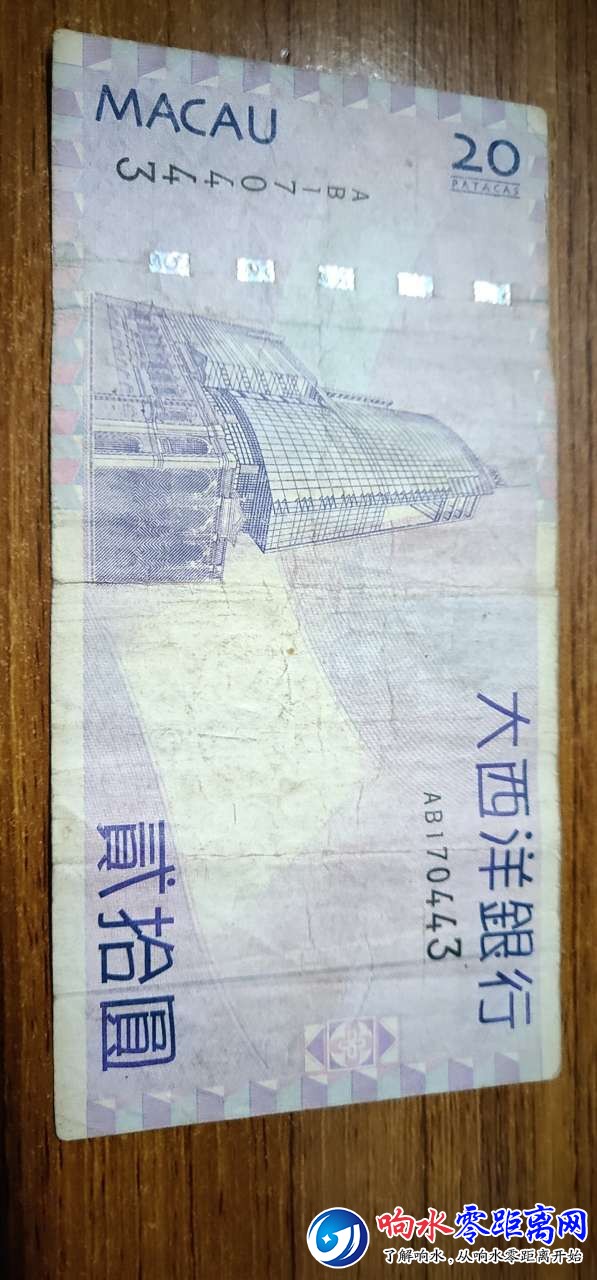 MACAU
20
PATACAS
AB170443
大西洋銀行
AB170443
貳拾圓
响水零距离网
了解响水，从响水零距离开始